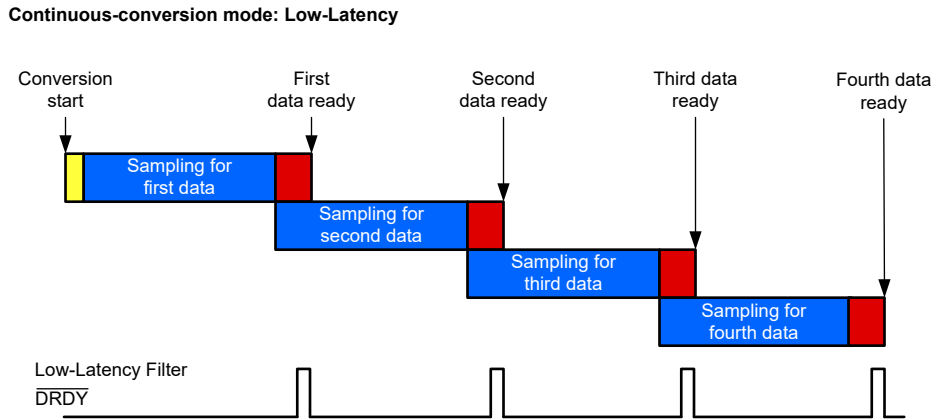 Continuous-conversion mode: Low-Latency
Conversion
start
First
data ready
Second
data ready
Third data
ready
Fourth data
ready
Sampling for
first data
Sampling for
second data
Sampling for
third data
Sampling for
fourth data
Low-Latency Filter
DRDY